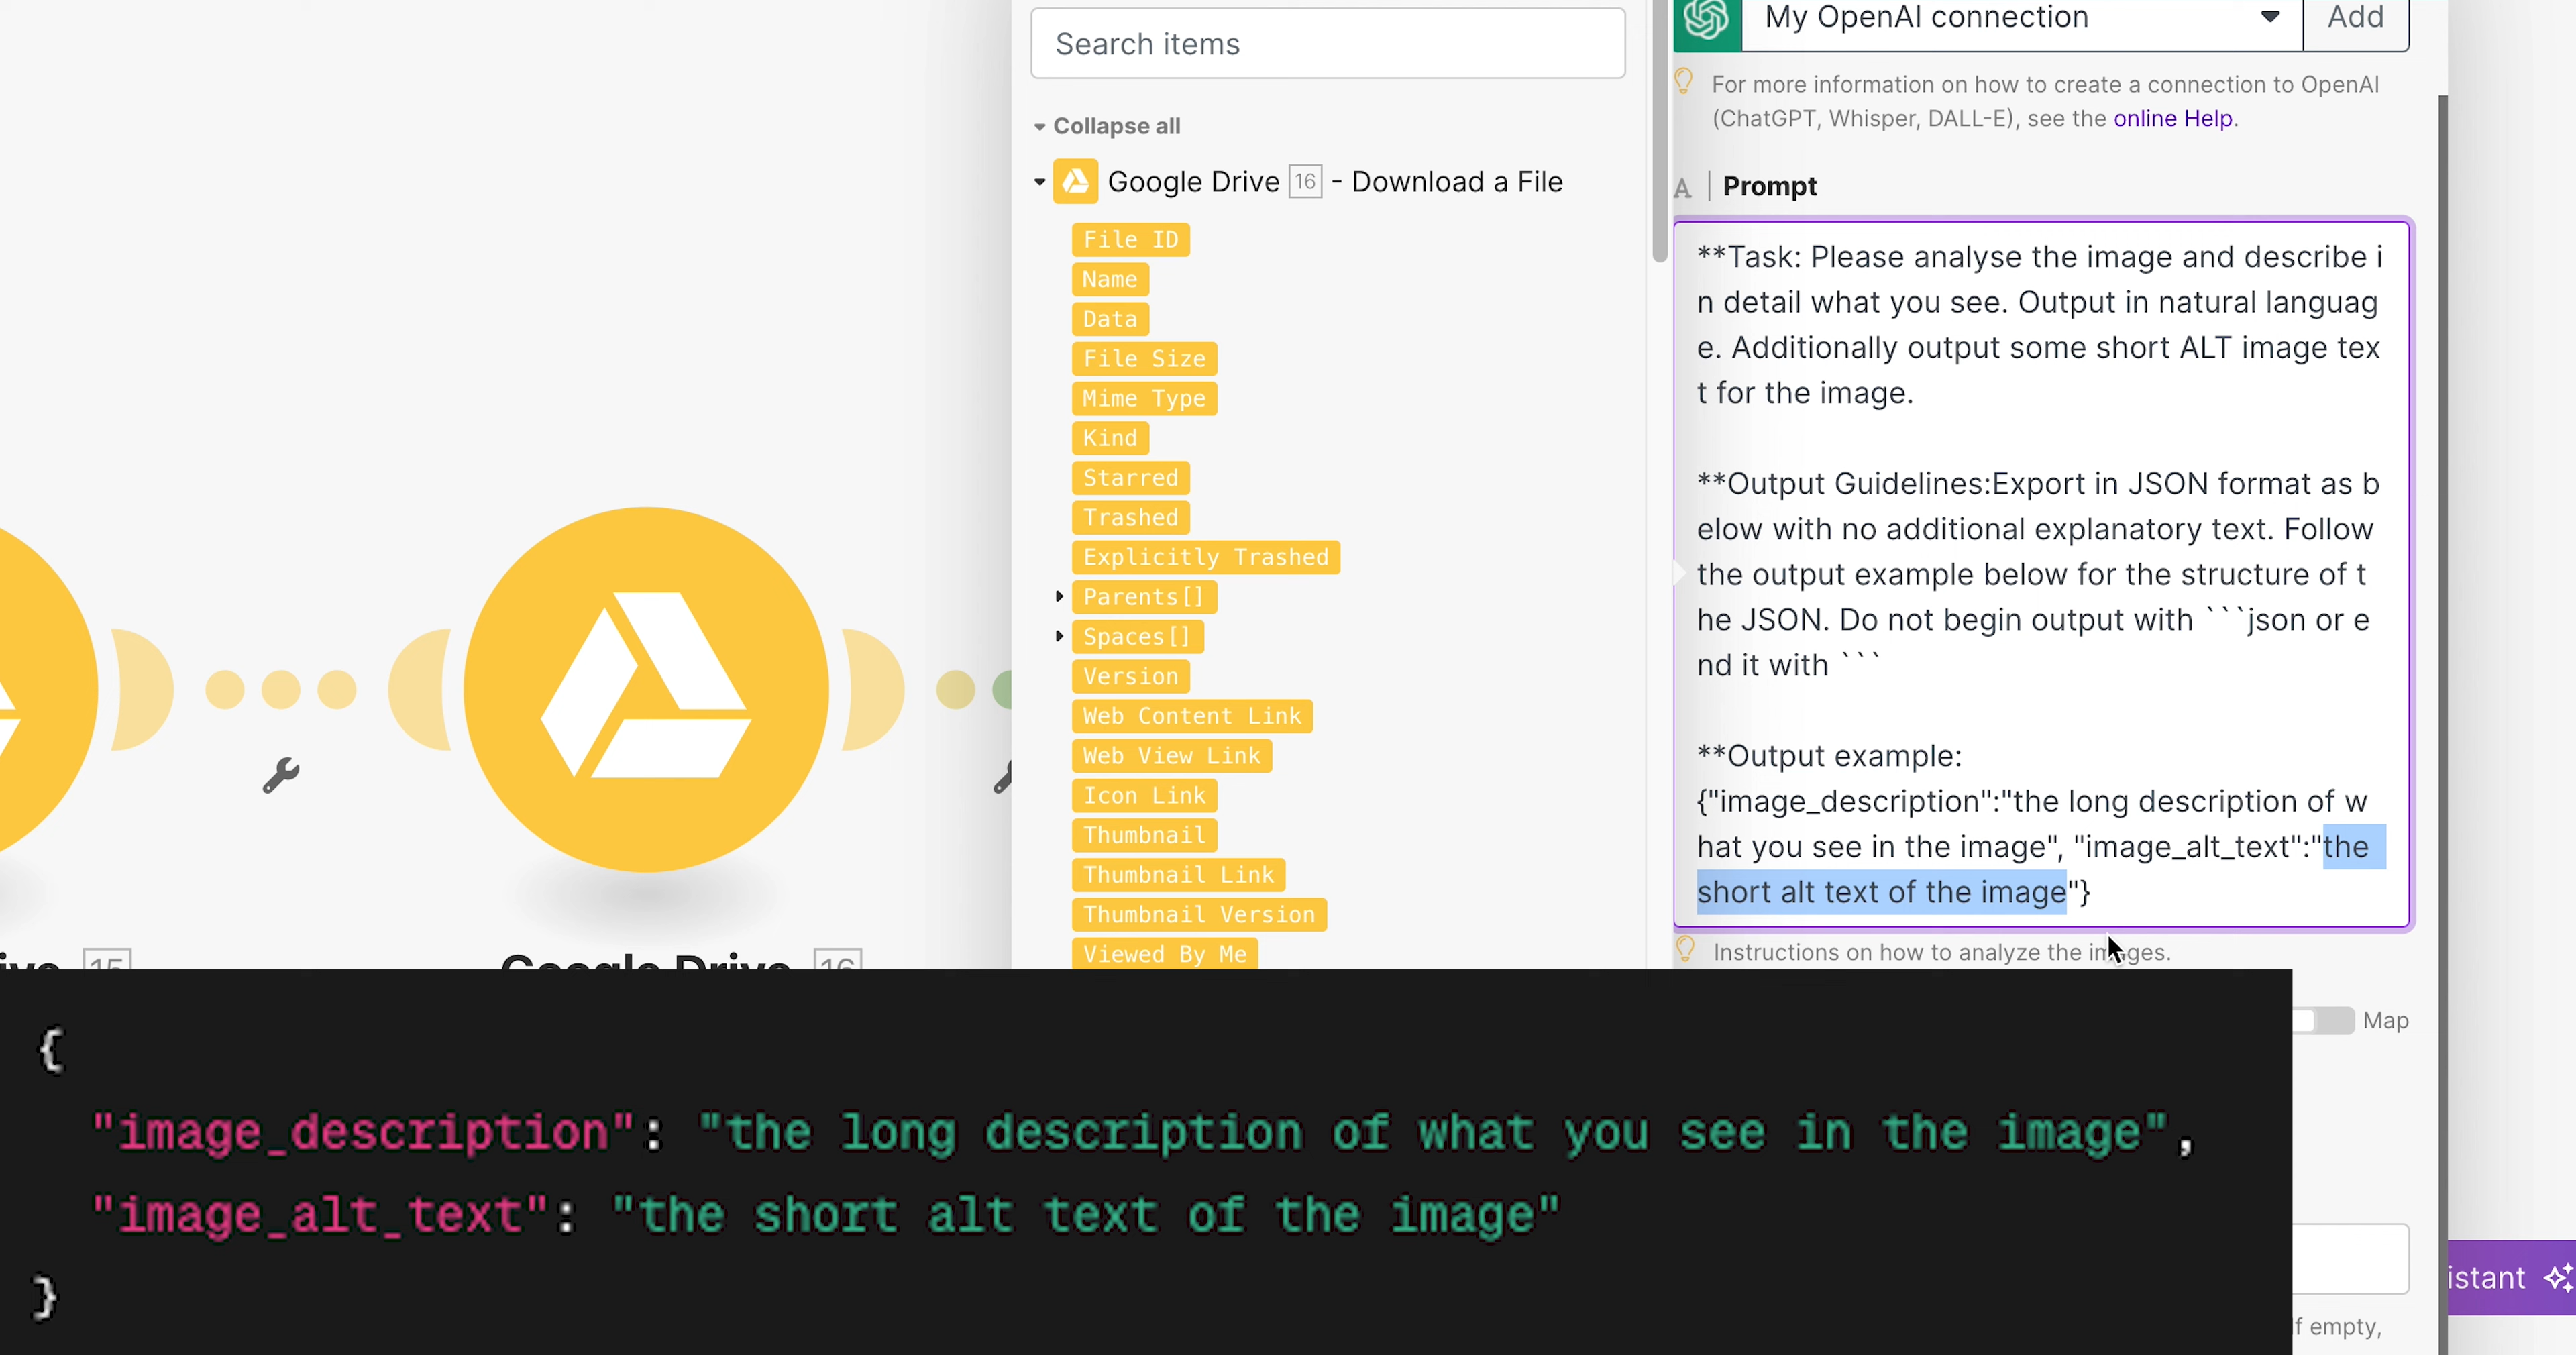 Search items
Collapse all
Google Drive 16 - Download a File
File ID
Name
Data
File Size
Mime Type
Kind
Starred
Trashed
Explicitly Trashed
Parents[]
Spaces[]
Version
Web Content Link
Web View Link
Icon Link
Thumbnail
Thumbnail Link
Thumbnail Version
Viewed By Me
My OpenAI connection
Add
For more information on how to create a connection to OpenAI
(ChatGPT, Whisper, DALL-E), see the online Help.
A | Prompt
**Task: Please analyse the image and describe i
n detail what you see. Output in natural languag
e. Additionally output some short ALT image tex
t for the image.
**Output Guidelines:Export in JSON format as b
elow with no additional explanatory text. Follow
the output example below for the structure of t
he JSON. Do not begin output with ```json or e
nd it with ```
**Output example:
{"image_description":"the long description of w
hat you see in the image", "image_alt_text":"the
short alt text of the image"}
Instructions on how to analyze the images.
Map
ive 15
Google Drive 16
{
"image_description": "the long description of what you see in the image",
"image_alt_text": "the short alt text of the image"
}
istant
f empty,